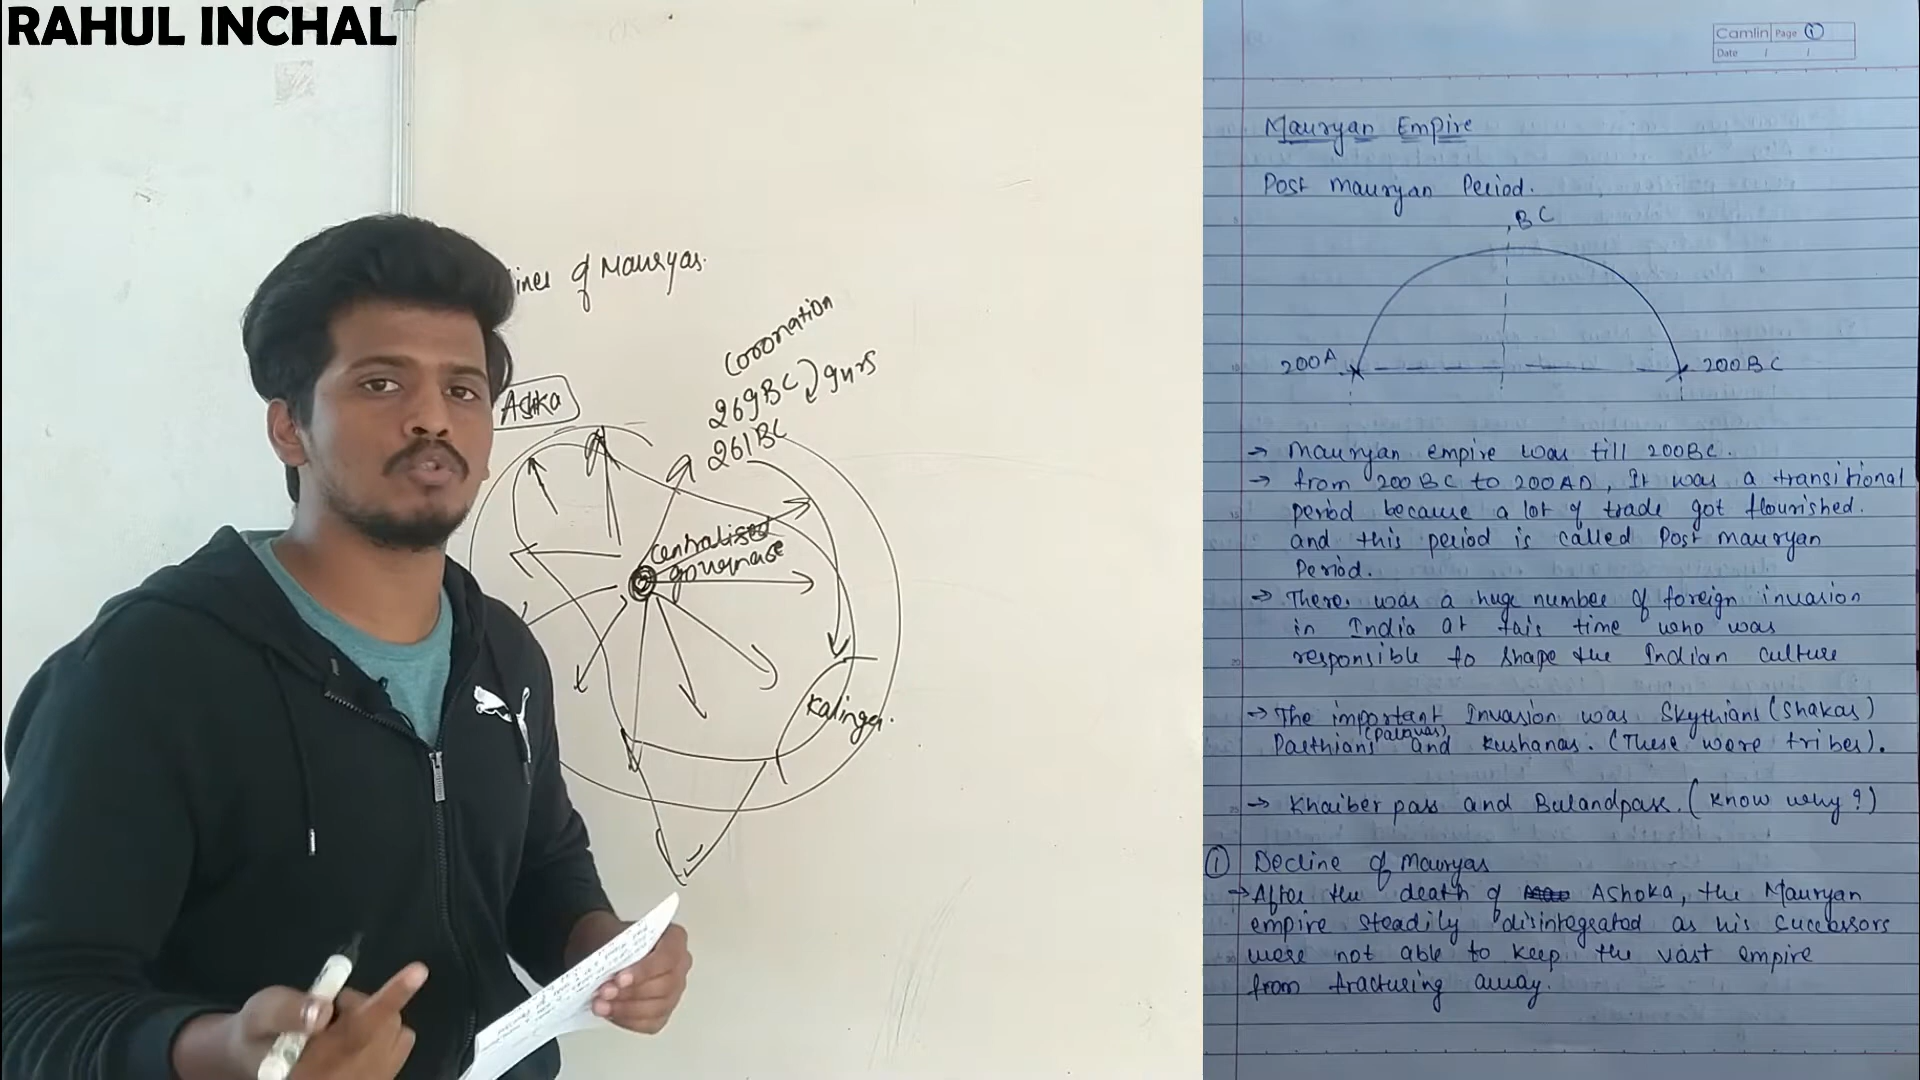 RAHUL INCHAL
ines of Mauryas.
Coronation
269BC 9yrs
261BC
Ashka
Centralised
governace
Kalinga.
Camlin Page 1
Date / /
Mauryan Empire
Post mauryan Period.
BC
200A
200BC
→ Mauryan empire was till 200BC.
→ from 200BC to 200AD, It was a transitional
period because a lot of trade got flourished.
and this period is called Post mauryan
Period.
→ There was a huge number of foreign invasion
in India at this time who was
responsible to shape the Indian culture
→ The important Invasion was Skythians (Shakas)
Parthians and Kushanas. (These were tribes).
→ Khaiber pass and Bulandpass. (Know why?)
① Decline of Mauryas
→ After the death of Ashoka, the Mauryan
empire steadily disintegrated as his successors
were not able to keep the vast empire
from fracturing away.